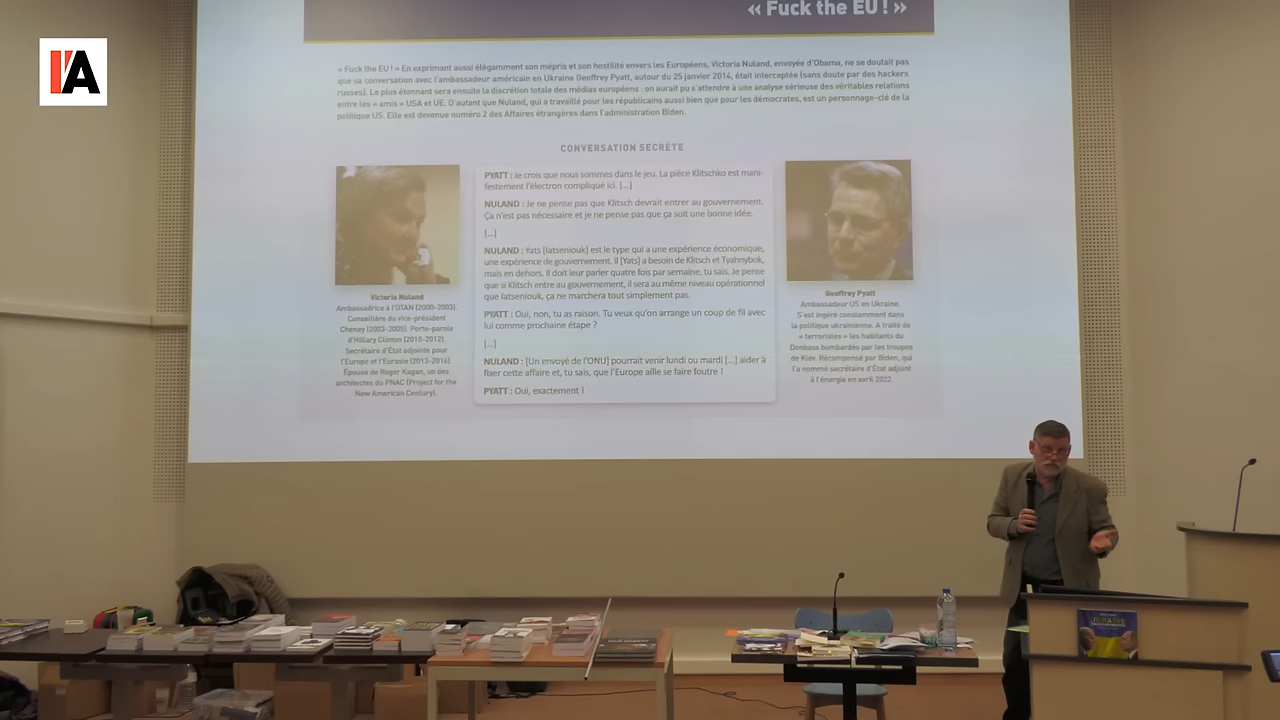 I'A
« Fuck the EU ! »
« Fuck the EU ! » En exprimant aussi élégamment son mépris et son hostilité envers les Européens, Victoria Nuland, envoyée d'Obama, ne se doutait pas
que sa conversation avec l'ambassadeur américain en Ukraine Geoffrey Pyatt, autour du 25 janvier 2014, était interceptée (sans doute par des hackers
russes). Le plus étonnant sera ensuite la discrétion totale des médias européens : on aurait pu s'attendre à une analyse sérieuse des véritables relations
entre les « amis » USA et UE. D'autant que Nuland, qui a travaillé pour les républicains aussi bien que pour les démocrates, est un personnage-clé de la
politique US. Elle est devenue numéro 2 des Affaires étrangères dans l'administration Biden.
CONVERSATION SECRÈTE
PYATT : Je crois que nous sommes dans le jeu. La pièce Klitschko est mani-
festement l'électron compliqué ici. [...]
NULAND : Je ne pense pas que Klitsch devrait entrer au gouvernement.
Ça n'est pas nécessaire et je ne pense pas que ça soit une bonne idée.
[...]
NULAND : Yats [Iatseniouk] est le type qui a une expérience économique,
une expérience de gouvernement. Il [Yats] a besoin de Klitsch et Tyahnybok,
mais en dehors. Il doit leur parler quatre fois par semaine, tu sais. Je pense
que si Klitsch entre au gouvernement, il sera au même niveau opérationnel
que Iatseniouk, ça ne marchera tout simplement pas.
PYATT : Oui, non, tu as raison. Tu veux qu'on arrange un coup de fil avec
lui comme prochaine étape ?
[...]
NULAND : [Un envoyé de l'ONU] pourrait venir lundi ou mardi [...] aider à
fixer cette affaire et, tu sais, que l'Europe aille se faire foutre !
PYATT : Oui, exactement !
Victoria Nuland
Ambassadrice à l'OTAN (2000-2003).
Conseillère du vice-président
Cheney (2003-2005). Porte-parole
d'Hillary Clinton (2010-2012).
Secrétaire d'État adjointe pour
l'Europe et l'Eurasie (2013-2016).
Épouse de Roger Kagan, un des
architectes du PNAC (Project for the
New American Century).
Geoffrey Pyatt
Ambassadeur US en Ukraine.
S'est ingéré constamment dans
la politique ukrainienne. A traité de
« terroristes » les habitants du
Donbass bombardés par les troupes
de Kiev. Récompensé par Biden, qui
l'a nommé secrétaire d'État adjoint
à l'énergie en avril 2022.
UKRAINE